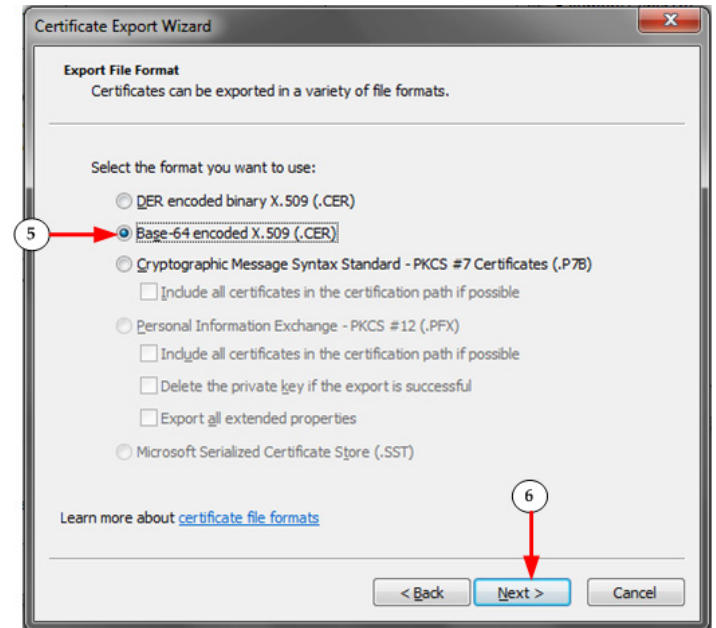 Certificate Export Wizard
Export File Format
Certificates can be exported in a variety of file formats.
Select the format you want to use:
DER encoded binary X.509 (.CER)
5
Base-64 encoded X.509 (.CER)
Cryptographic Message Syntax Standard - PKCS #7 Certificates (.P7B)
Include all certificates in the certification path if possible
Personal Information Exchange - PKCS #12 (.PFX)
Include all certificates in the certification path if possible
Delete the private key if the export is successful
Export all extended properties
Microsoft Serialized Certificate Store (.SST)
6
Learn more about certificate file formats
< Back Next > Cancel